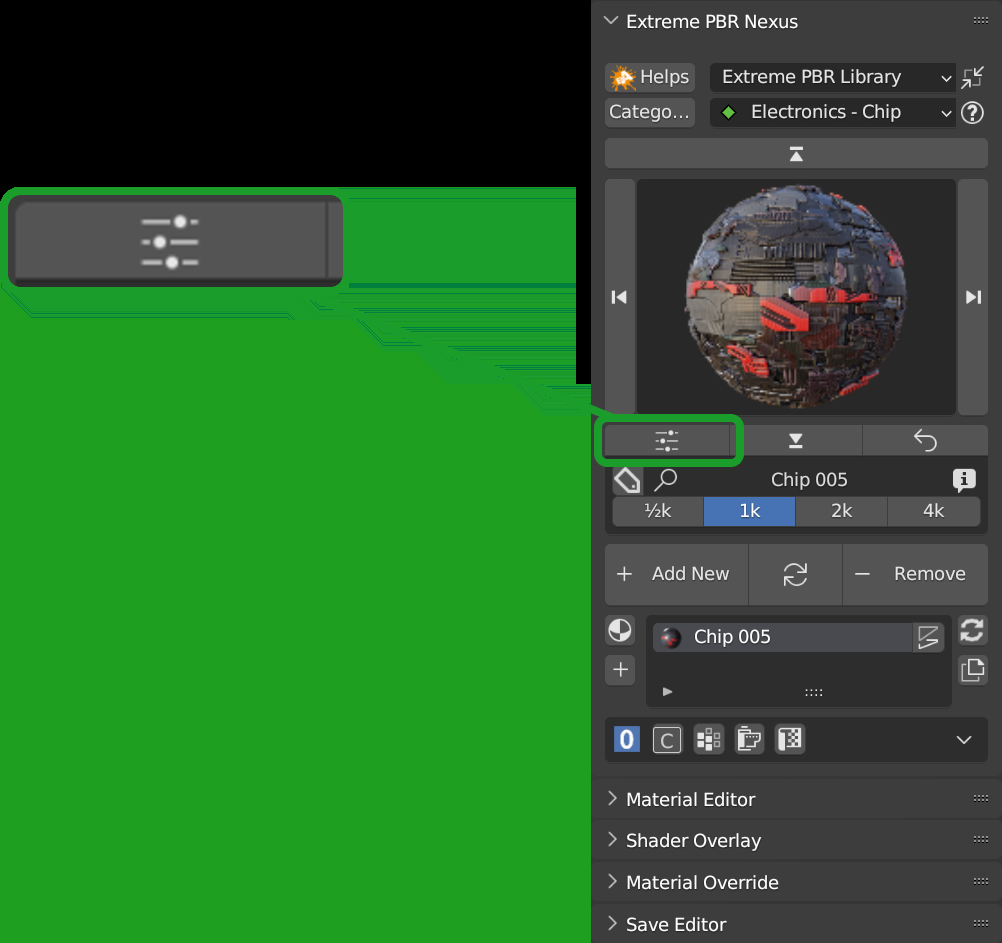 Extreme PBR Nexus
Helps
Extreme PBR Library
Catego...
Electronics - Chip
Chip 005
½k
1k
2k
4k
Add New
Remove
Chip 005
0
C
Material Editor
Shader Overlay
Material Override
Save Editor